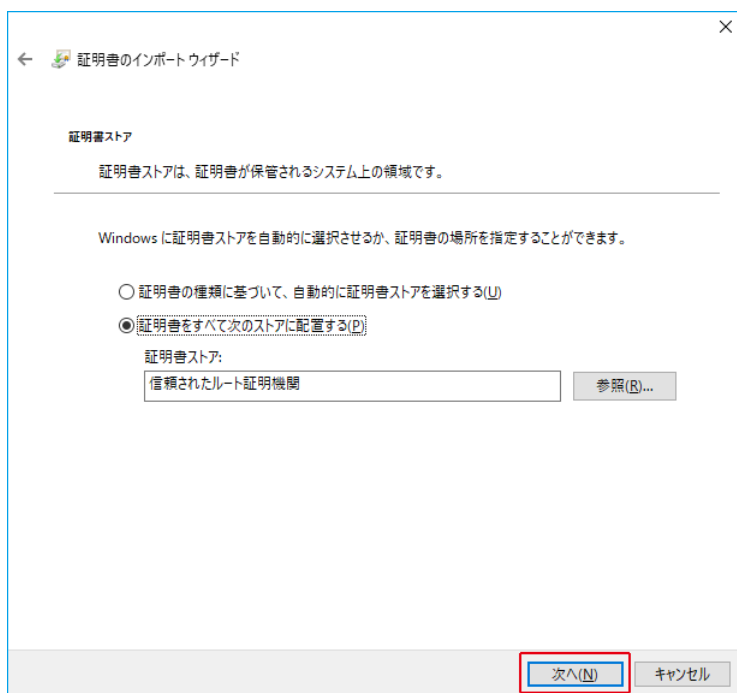 証明書のインポート ウィザード
証明書ストア
証明書ストアは、証明書が保管されるシステム上の領域です。
Windows に証明書ストアを自動的に選択させるか、証明書の場所を指定することができます。
証明書の種類に基づいて、自動的に証明書ストアを選択する(U)
証明書をすべて次のストアに配置する(P)
証明書ストア:
信頼されたルート証明機関
参照(R)...
次へ(N)
キャンセル